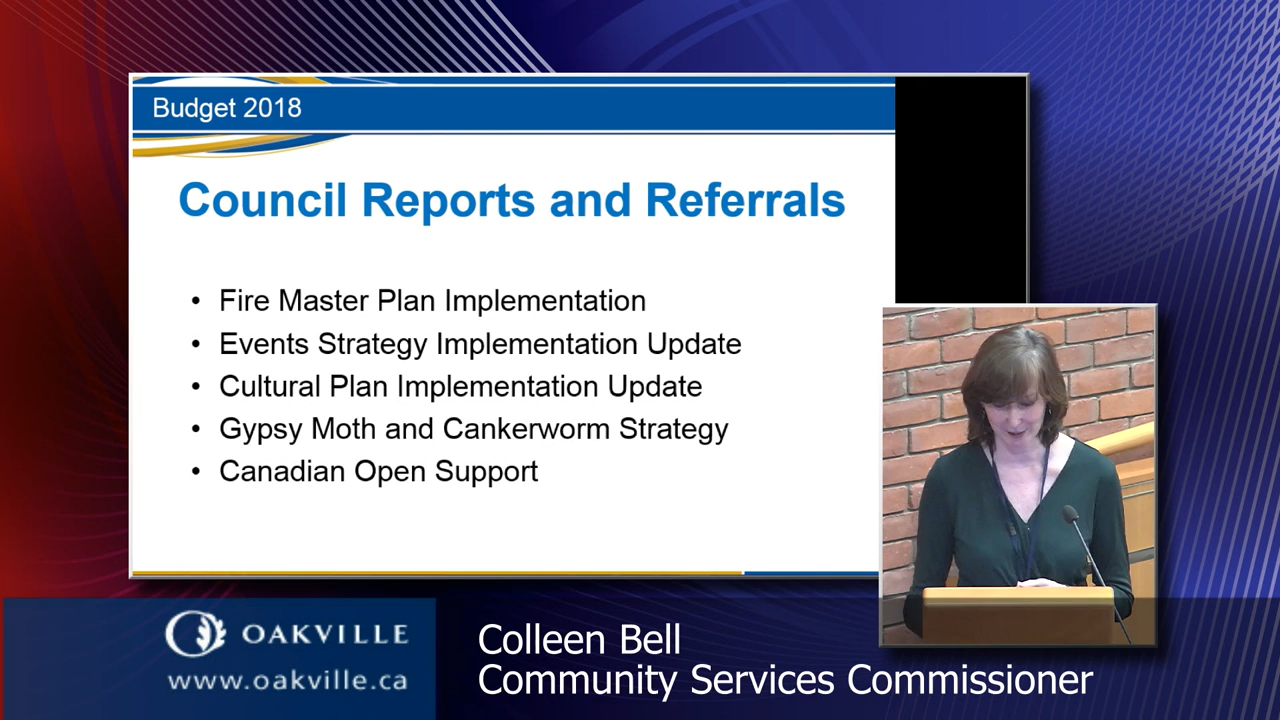 Budget 2018
Council Reports and Referrals
• Fire Master Plan Implementation
• Events Strategy Implementation Update
• Cultural Plan Implementation Update
• Gypsy Moth and Cankerworm Strategy
• Canadian Open Support
OAKVILLE
www.oakville.ca
Colleen Bell
Community Services Commissioner